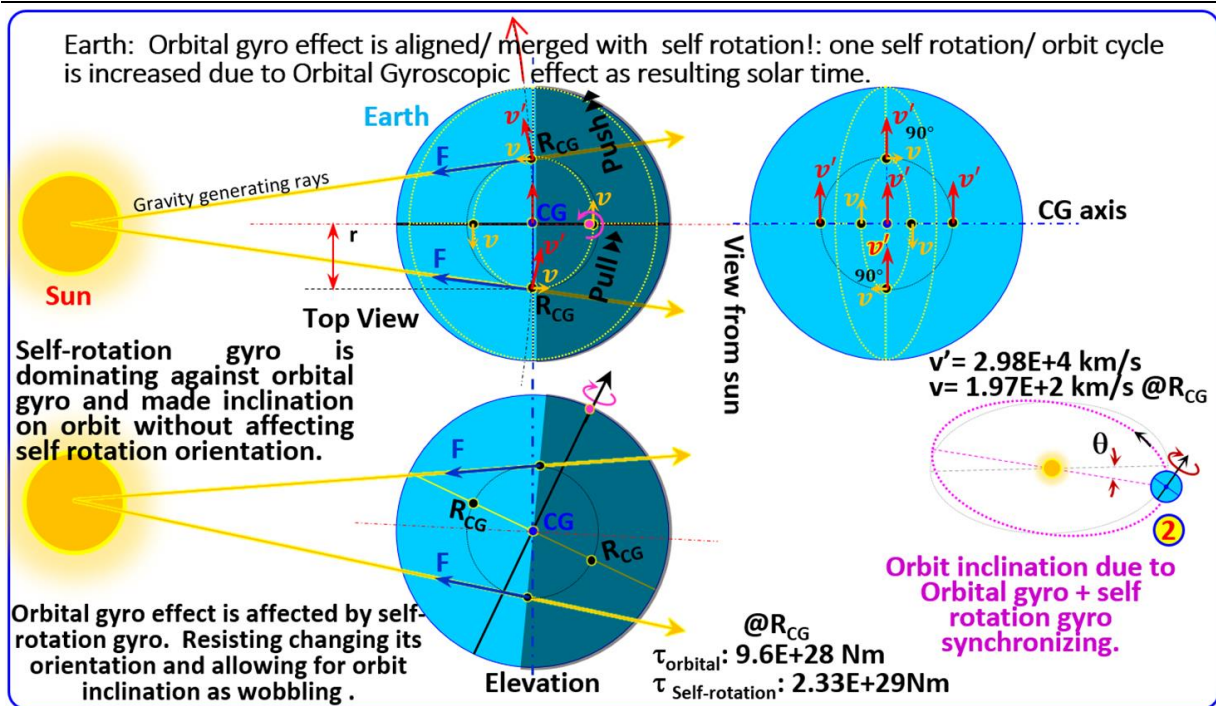 Earth: Orbital gyro effect is aligned/ merged with self rotation!: one self rotation/ orbit cycle
is increased due to Orbital Gyroscopic effect as resulting solar time.
Earth
Push
v'
R_CG
90°
v
F
Gravity generating rays
v'
v
v'
v'
v'
v
CG
v
CG axis
r
v
v'
v
F
Pull
90°
v
v'
Sun
R_CG
Top View
View from sun
Self-rotation gyro is
dominating against orbital
gyro and made inclination
on orbit without affecting
self rotation orientation.
v'= 2.98E+4 km/s
v= 1.97E+2 km/s @R_CG
F
θ
R_CG
CG
R_CG
2
F
Orbit inclination due to
Orbital gyro + self
rotation gyro
synchronizing.
Orbital gyro effect is affected by self-
rotation gyro. Resisting changing its
orientation and allowing for orbit
inclination as wobbling .
Elevation
@R_CG
τ_orbital: 9.6E+28 Nm
τ_Self-rotation: 2.33E+29Nm